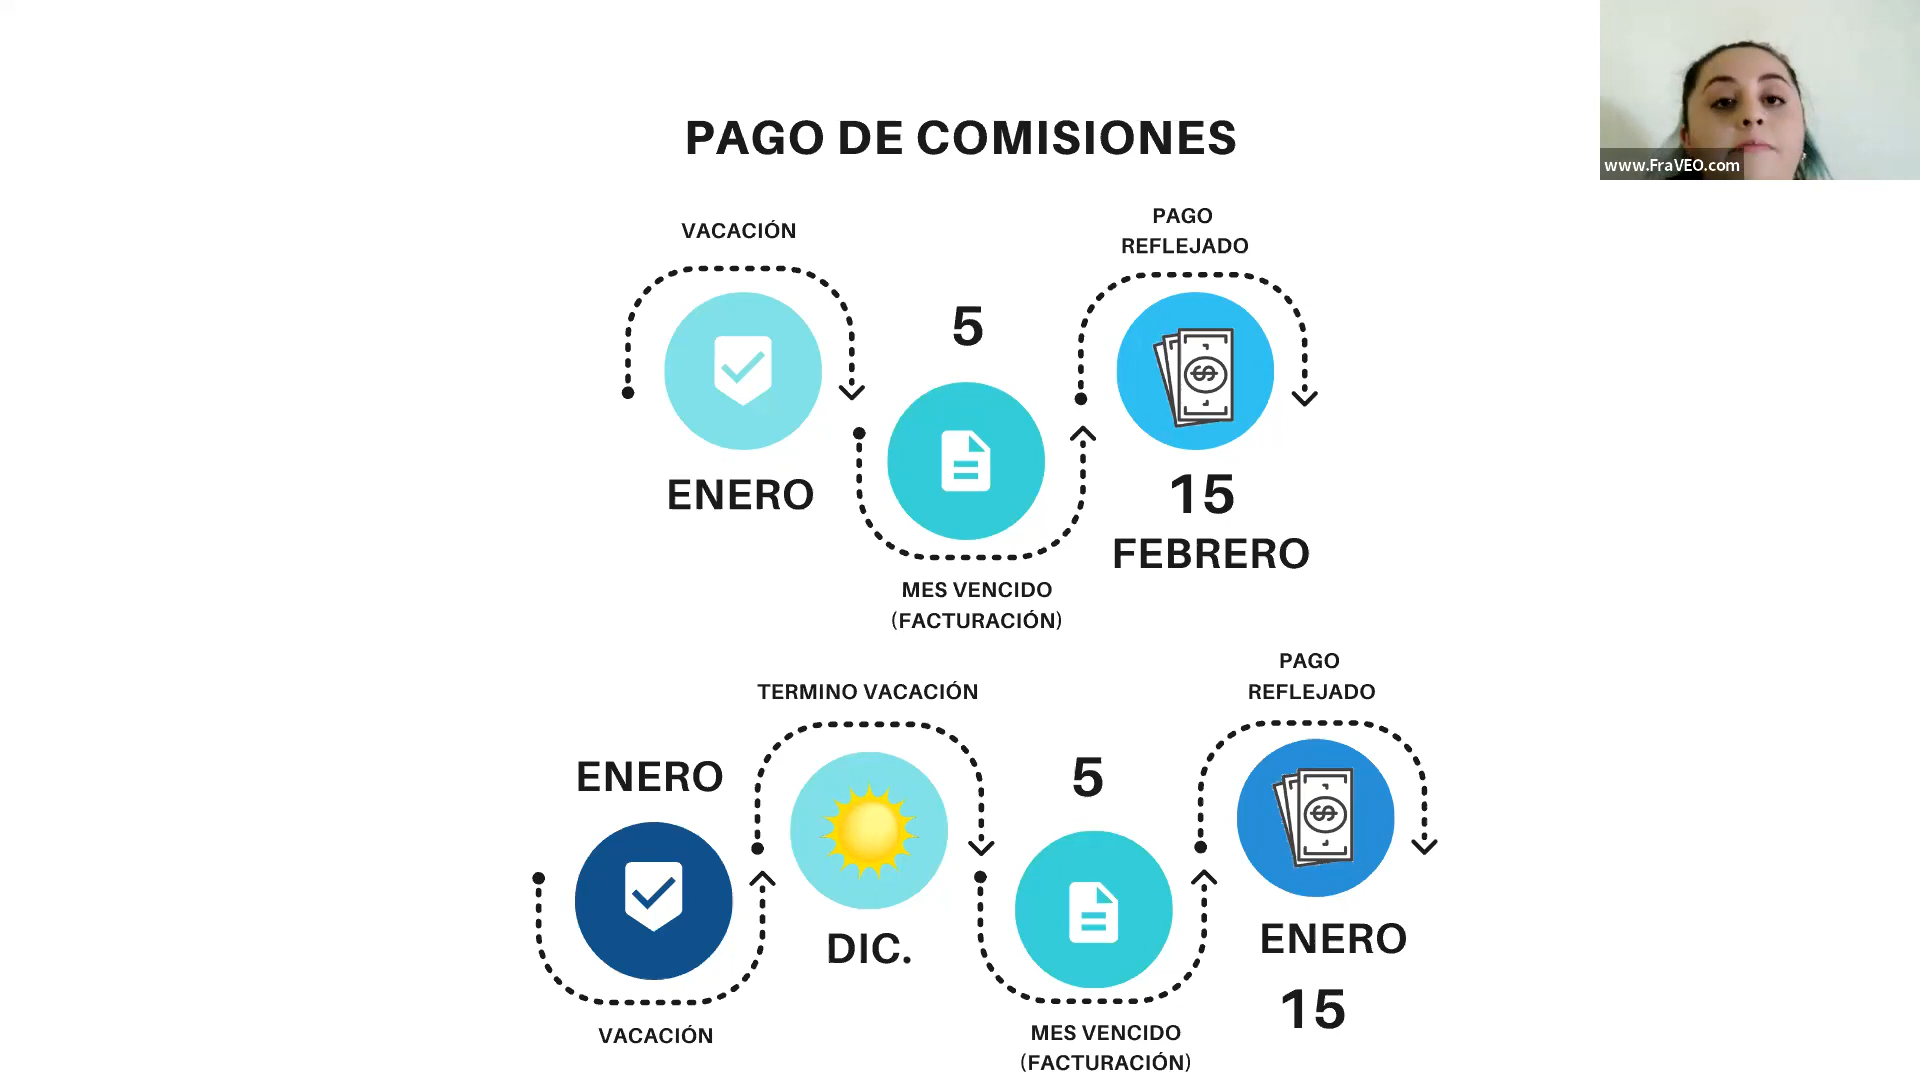 PAGO DE COMISIONES
www.FraVEO.com
VACACIÓN
PAGO
REFLEJADO
5
ENERO
15
FEBRERO
MES VENCIDO
(FACTURACIÓN)
PAGO
REFLEJADO
TERMINO VACACIÓN
ENERO
5
DIC.
ENERO
15
VACACIÓN
MES VENCIDO
(FACTURACIÓN)